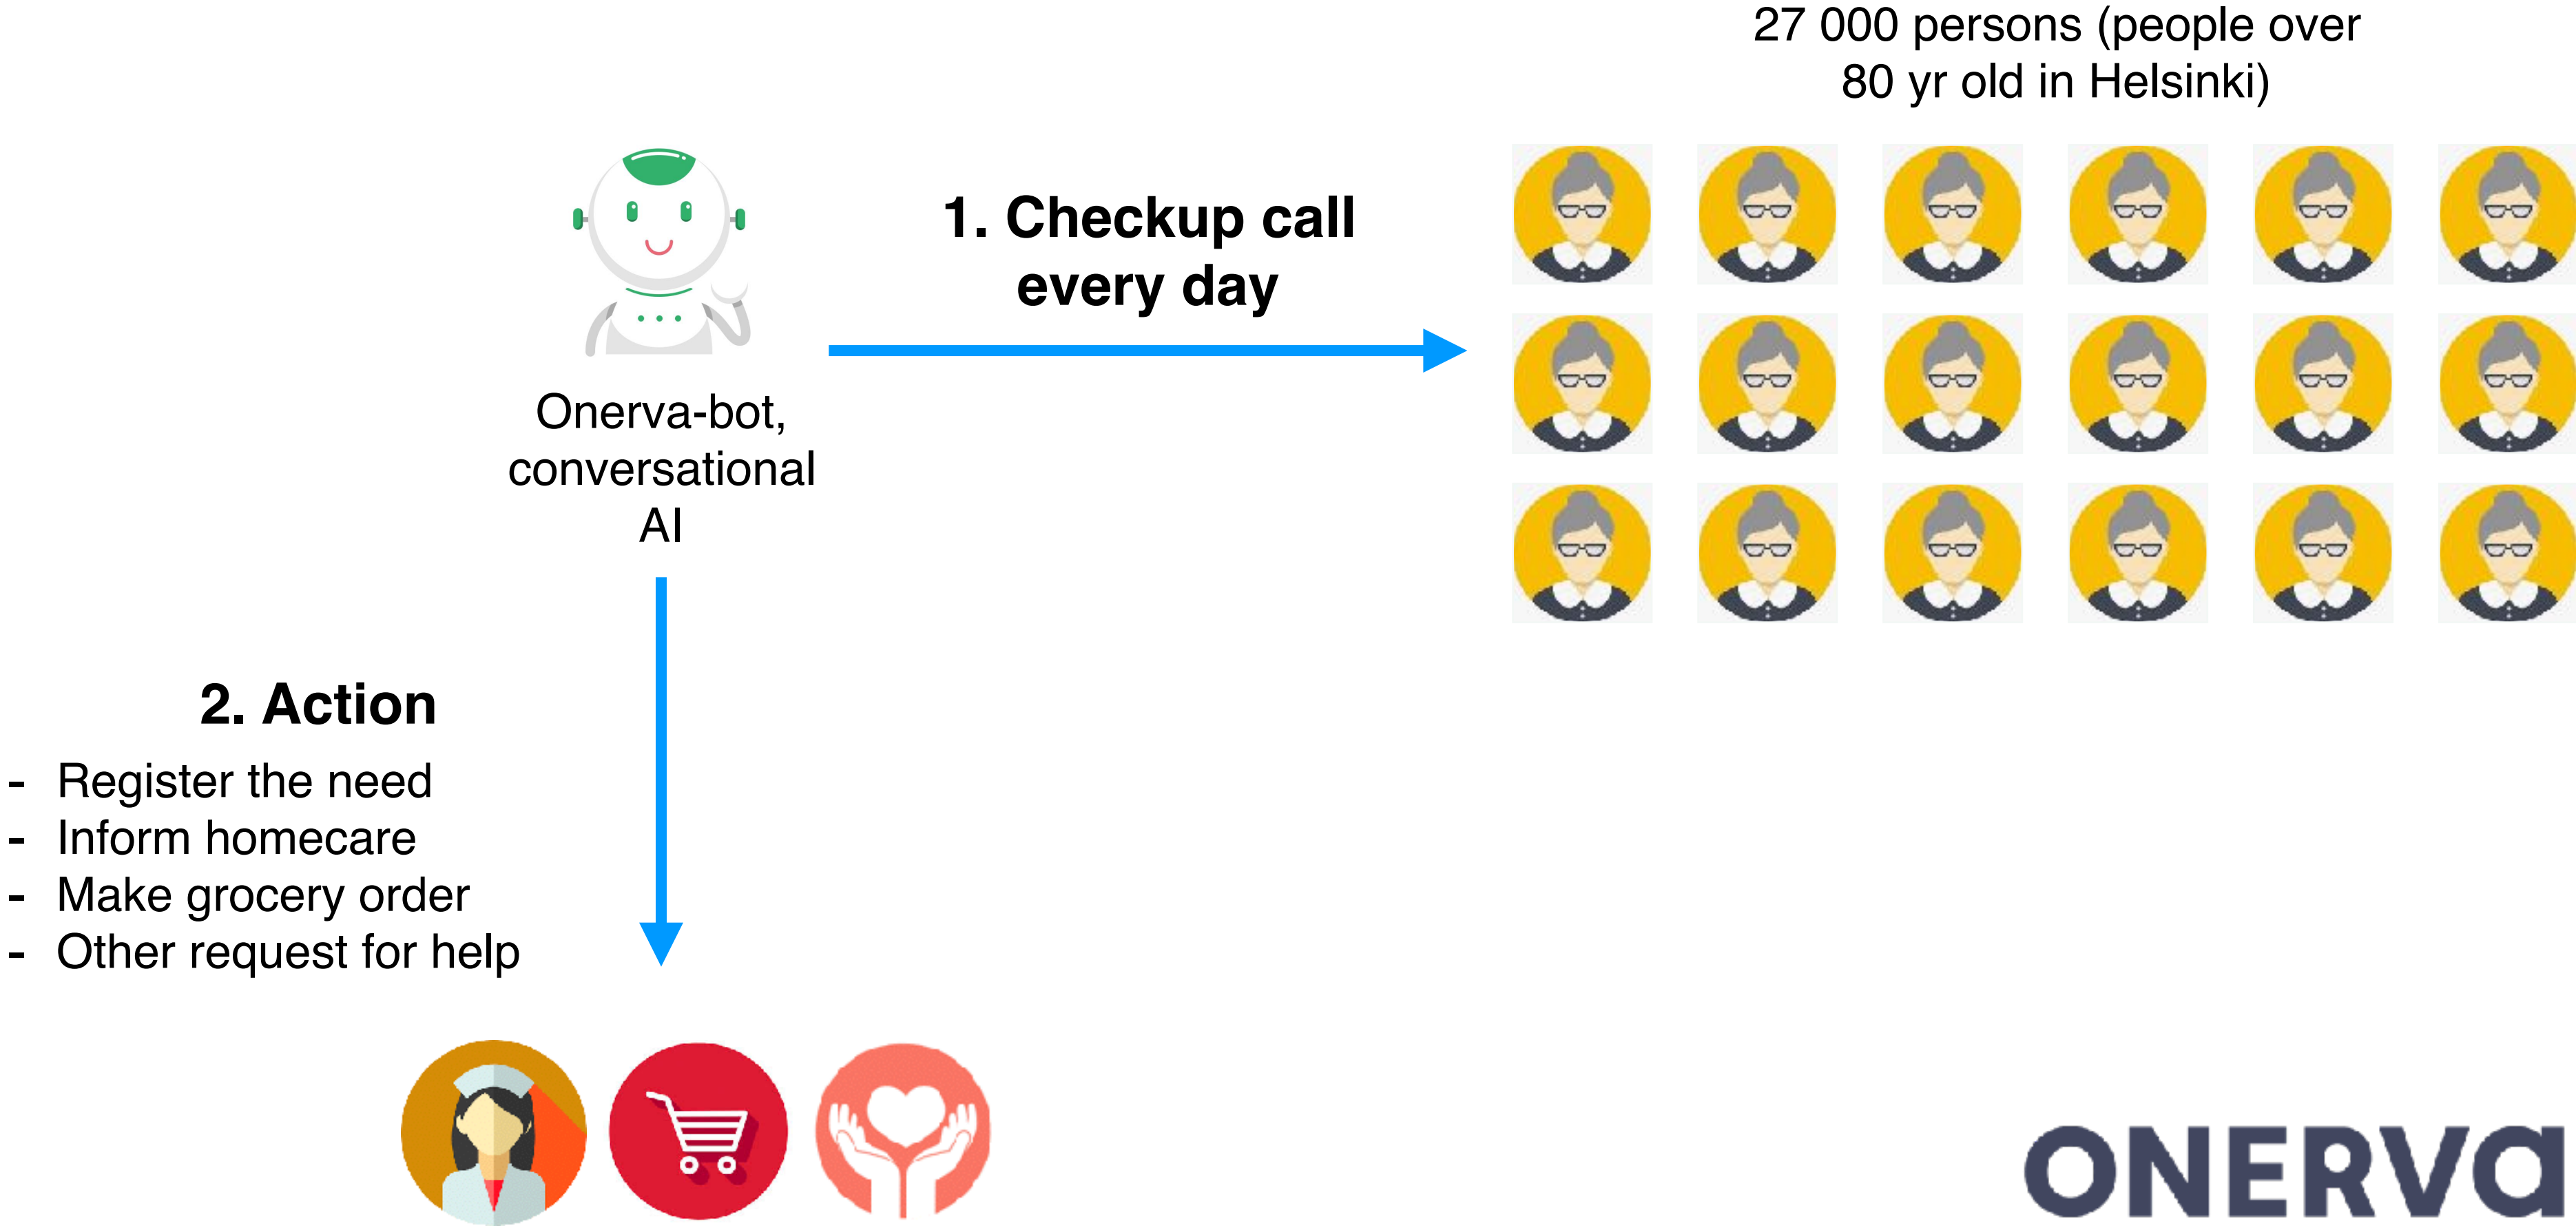 27 000 persons (people over
80 yr old in Helsinki)
1. Checkup call
every day
Onerva-bot,
conversational
AI
2. Action
- Register the need
- Inform homecare
- Make grocery order
- Other request for help
ONERVa